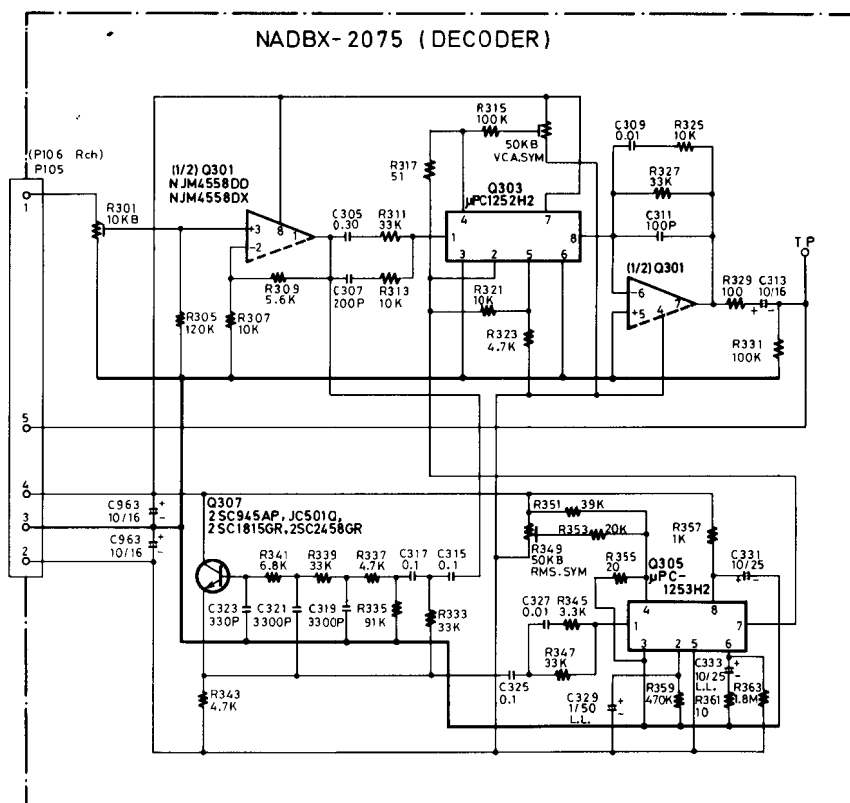 NADBX-2075 (DECODER)
(P106 Rch)
P105
1
R301
10KB
(1/2) Q301
NJM4558DD
NJM4558DX
+3
8
1
-2
R305
120K
R307
10K
R309
5.6K
C305
0.30
R311
33K
C307
200P
R313
10K
R317
51
R315
100K
50KB
VCA.SYM
Q303
μPC1252H2
4
7
1
8
3
2
5
6
R321
10K
R323
4.7K
C309
0.01
R325
10K
R327
33K
C311
100P
(1/2) Q301
-6
+5
4
7
R329
100
C313
10/16
+
-
T P
R331
100K
5
4
3
2
C963
10/16
+
-
C963
10/16
+
-
Q307
2SC945AP, JC501Q,
2SC1815GR, 2SC2458GR
R341
6.8K
R339
33K
R337
4.7K
C317
0.1
C315
0.1
C323
330P
C321
3300P
C319
3300P
R335
91K
R333
33K
R343
4.7K
C325
0.1
R351
39K
R353
20K
R349
50KB
RMS.SYM
R355
20
R357
1K
C331
10/25
+
-
Q305
μPC-
1253H2
C327
0.01
R345
3.3K
R347
33K
4
8
1
7
3
2
5
6
C329
1/50
L.L.
+
-
R359
470K
C333
10/25
L.L.
+
-
R361
10
R363
1.8M